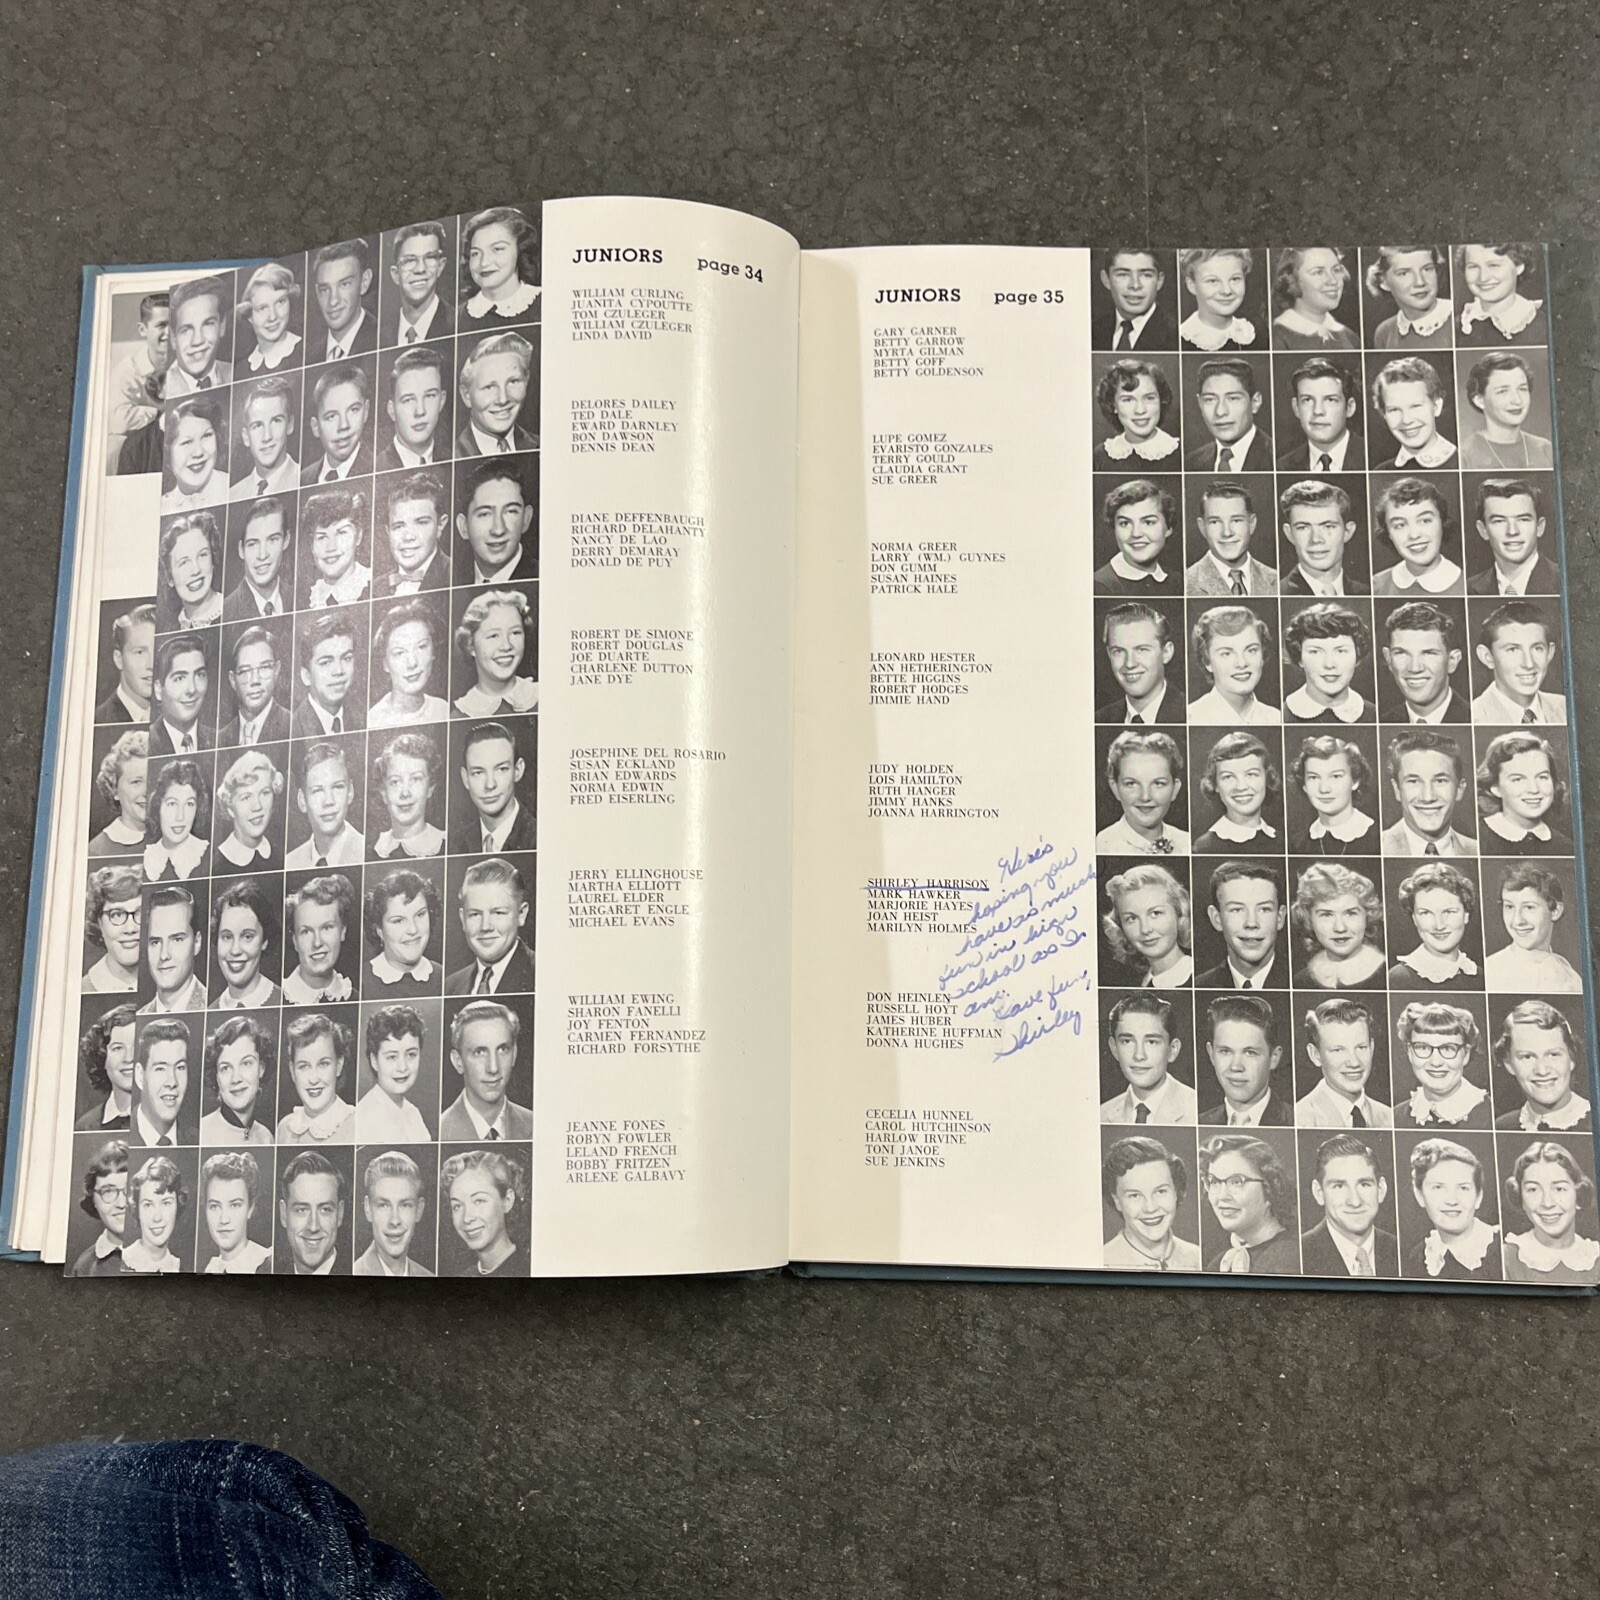 JUNIORS page 34
WILLIAM CURLING
JUANITA CYPOUTTE
TOM CZULEGER
WILLIAM CZULEGER
LINDA DAVID
DELORES DAILEY
TED DALE
EWARD DARNLEY
BON DAWSON
DENNIS DEAN
DIANE DEFFENBAUGH
RICHARD DELAHANTY
NANCY DE LAO
DERRY DEMARAY
DONALD DE PUY
ROBERT DE SIMONE
ROBERT DOUGLAS
JOE DUARTE
CHARLENE DUTTON
JANE DYE
JOSEPHINE DEL ROSARIO
SUSAN ECKLAND
BRIAN EDWARDS
NORMA EDWIN
FRED EISERLING
JERRY ELLINGHOUSE
MARTHA ELLIOTT
LAUREL ELDER
MARGARET ENGLE
MICHAEL EVANS
WILLIAM EWING
SHARON FANELLI
JOY FENTON
CARMEN FERNANDEZ
RICHARD FORSYTHE
JEANNE FONES
ROBYN FOWLER
LELAND FRENCH
BOBBY FRITZEN
ARLENE GALBAVY
JUNIORS page 35
GARY GARNER
BETTY GARROW
MYRTA GILMAN
BETTY GOFF
BETTY GOLDENSON
LUPE GOMEZ
EVARISTO GONZALES
TERRY GOULD
CLAUDIA GRANT
SUE GREER
NORMA GREER
LARRY (WM.) GUYNES
DON GUMM
SUSAN HAINES
PATRICK HALE
LEONARD HESTER
ANN HETHERINGTON
BETTE HIGGINS
ROBERT HODGES
JIMMIE HAND
JUDY HOLDEN
LOIS HAMILTON
RUTH HANGER
JIMMY HANKS
JOANNA HARRINGTON
SHIRLEY HARRISON
MARK HAWKER
MARJORIE HAYES
JOAN HEIST
MARILYN HOLMES
Here's
hoping you
have as much
fun in high
school as I
am.
Have fun,
Shirley
DON HEINLEN
RUSSELL HOYT
JAMES HUBER
KATHERINE HUFFMAN
DONNA HUGHES
CECELIA HUNNEL
CAROL HUTCHINSON
HARLOW IRVINE
TONI JANOE
SUE JENKINS